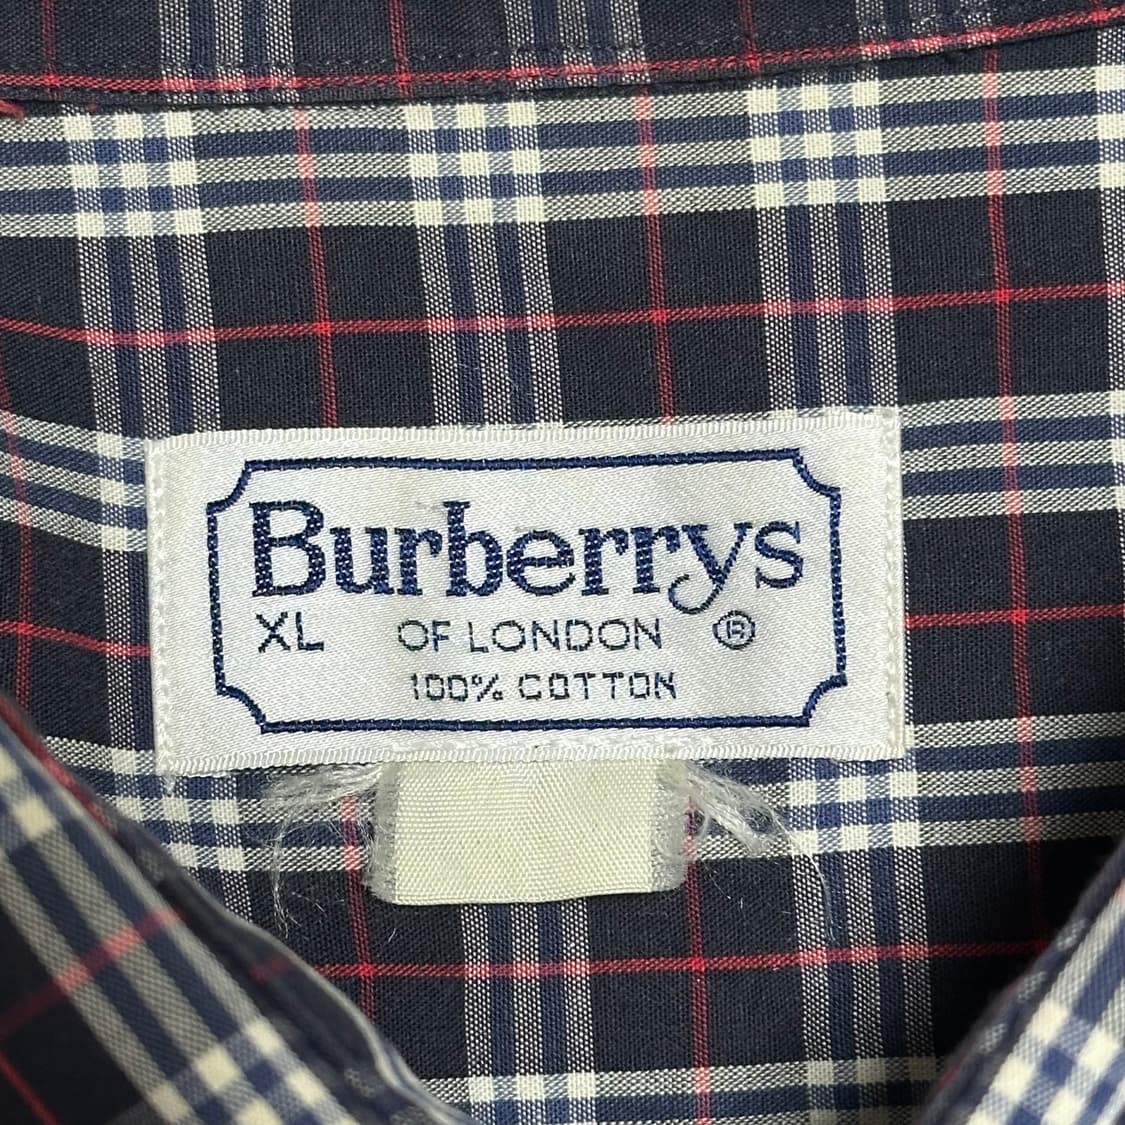 Burberrys
XL OF LONDON ®
100% COTTON